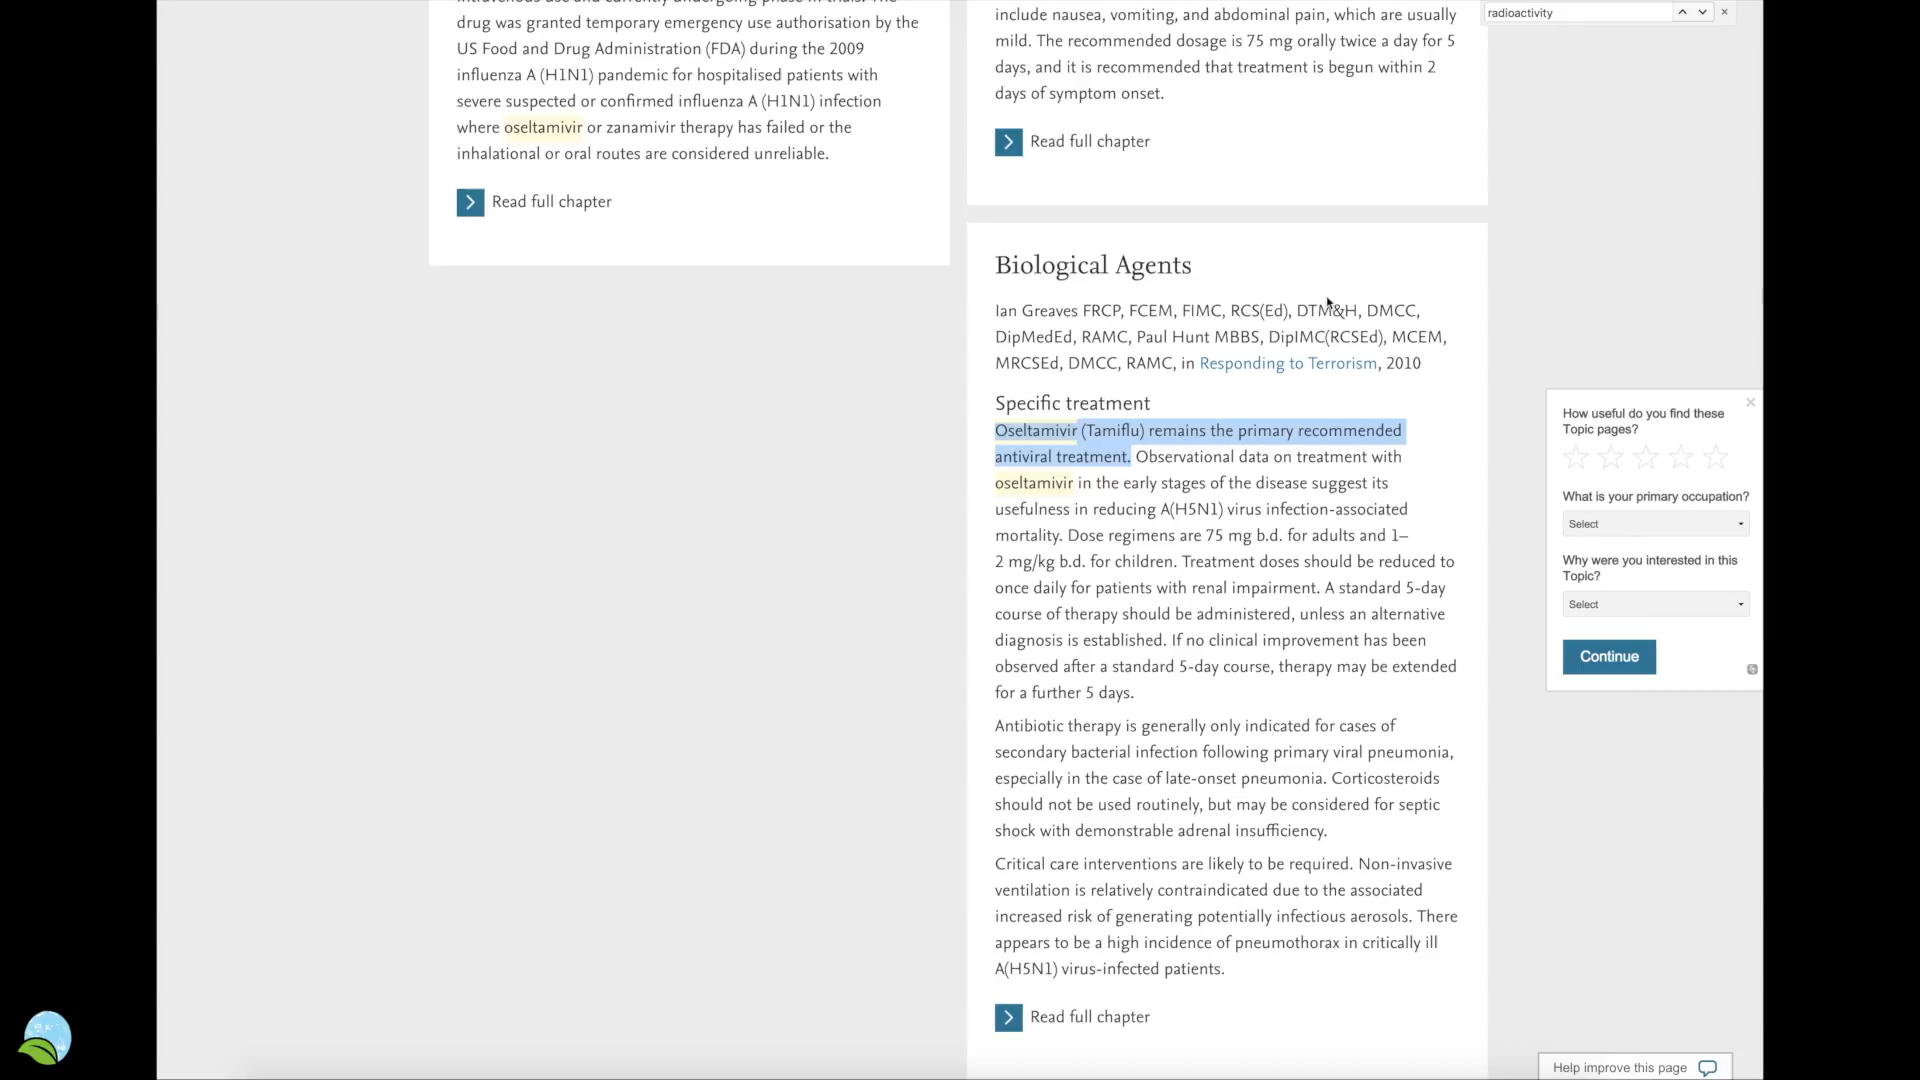 intravenous use and currently undergoing phase III trials. The
drug was granted temporary emergency use authorisation by the
US Food and Drug Administration (FDA) during the 2009
influenza A (H1N1) pandemic for hospitalised patients with
severe suspected or confirmed influenza A (H1N1) infection
where oseltamivir or zanamivir therapy has failed or the
inhalational or oral routes are considered unreliable.
Read full chapter
include nausea, vomiting, and abdominal pain, which are usually
mild. The recommended dosage is 75 mg orally twice a day for 5
days, and it is recommended that treatment is begun within 2
days of symptom onset.
Read full chapter
Biological Agents
Ian Greaves FRCP, FCEM, FIMC, RCS(Ed), DTM&H, DMCC,
DipMedEd, RAMC, Paul Hunt MBBS, DipIMC(RCSEd), MCEM,
MRCSEd, DMCC, RAMC, in Responding to Terrorism, 2010
Specific treatment
Oseltamivir (Tamiflu) remains the primary recommended
antiviral treatment. Observational data on treatment with
oseltamivir in the early stages of the disease suggest its
usefulness in reducing A(H5N1) virus infection-associated
mortality. Dose regimens are 75 mg b.d. for adults and 1–
2 mg/kg b.d. for children. Treatment doses should be reduced to
once daily for patients with renal impairment. A standard 5-day
course of therapy should be administered, unless an alternative
diagnosis is established. If no clinical improvement has been
observed after a standard 5-day course, therapy may be extended
for a further 5 days.
Antibiotic therapy is generally only indicated for cases of
secondary bacterial infection following primary viral pneumonia,
especially in the case of late-onset pneumonia. Corticosteroids
should not be used routinely, but may be considered for septic
shock with demonstrable adrenal insufficiency.
Critical care interventions are likely to be required. Non-invasive
ventilation is relatively contraindicated due to the associated
increased risk of generating potentially infectious aerosols. There
appears to be a high incidence of pneumothorax in critically ill
A(H5N1) virus-infected patients.
Read full chapter
radioactivity
How useful do you find these
Topic pages?
What is your primary occupation?
Select
Why were you interested in this
Topic?
Select
Continue
Help improve this page